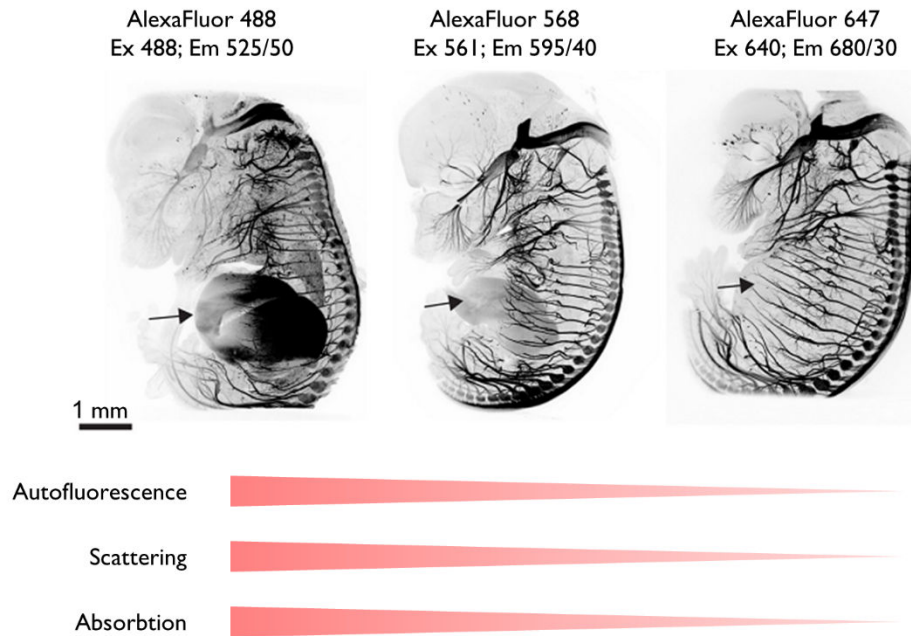 AlexaFluor 488
Ex 488; Em 525/50
AlexaFluor 568
Ex 561; Em 595/40
AlexaFluor 647
Ex 640; Em 680/30
1 mm
Autofluorescence
Scattering
Absorbtion